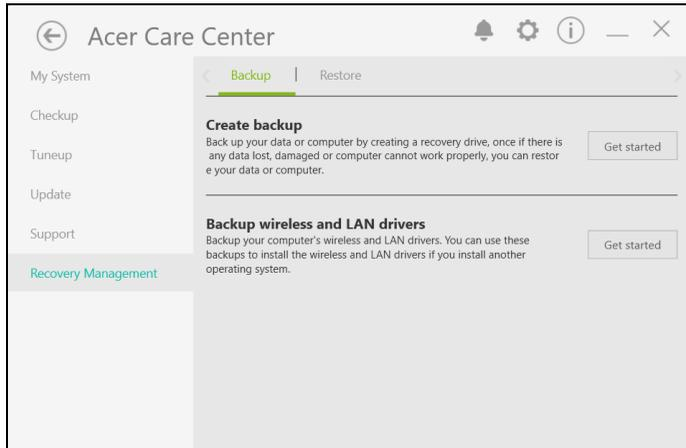 Acer Care Center
My System
Checkup
Tuneup
Update
Support
Recovery Management
Backup | Restore
Create backup
Back up your data or computer by creating a recovery drive, once if there is
any data lost, damaged or computer cannot work properly, you can restor
e your data or computer.
Get started
Backup wireless and LAN drivers
Backup your computer's wireless and LAN drivers. You can use these
backups to install the wireless and LAN drivers if you install another
operating system.
Get started